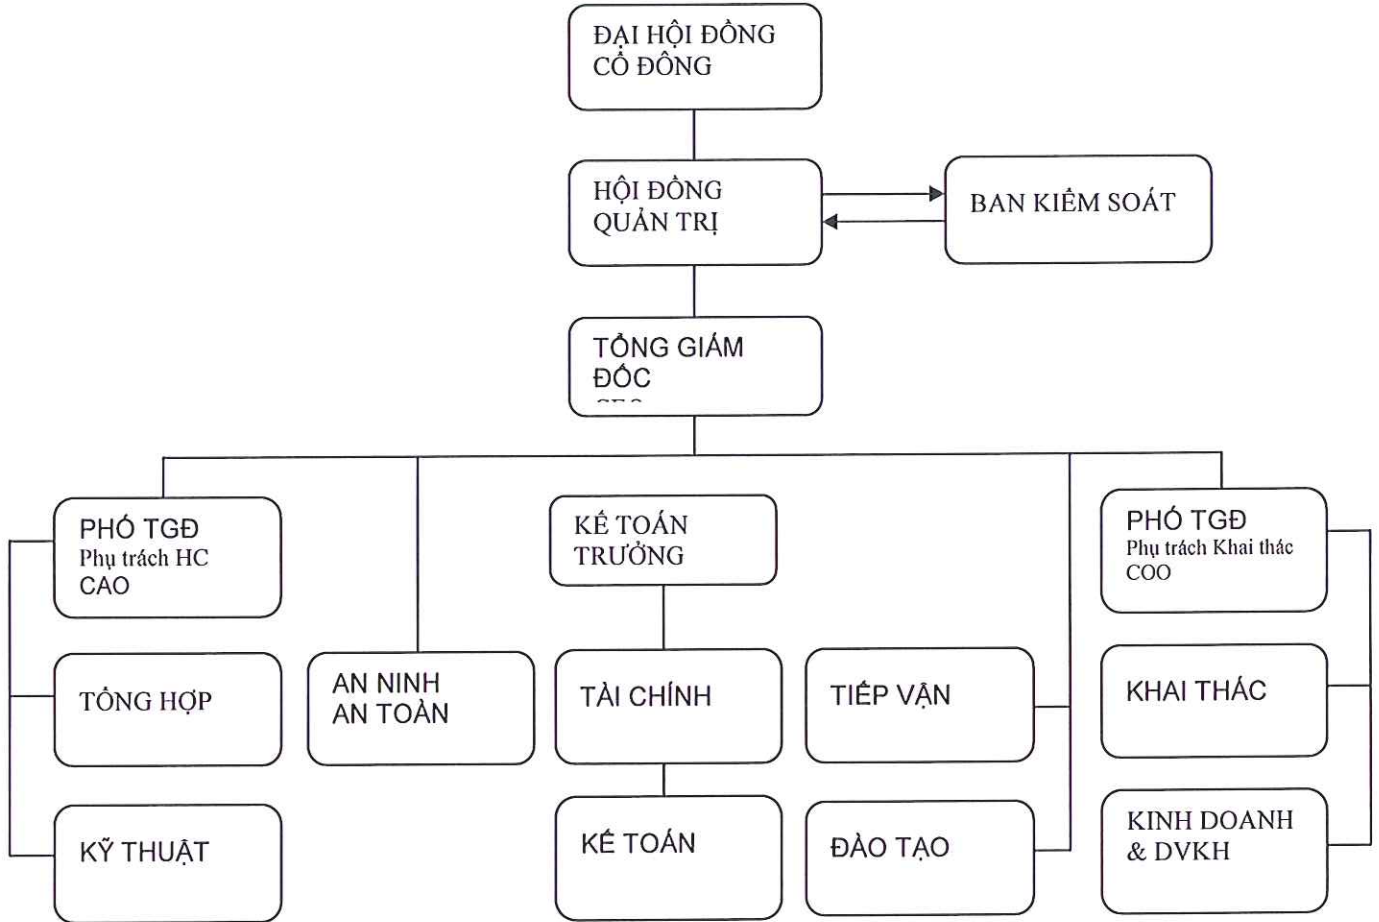 ĐẠI HỘI ĐỒNG
CỔ ĐÔNG
HỘI ĐỒNG
QUẢN TRỊ
BAN KIỂM SOÁT
TỔNG GIÁM
ĐỐC
PHÓ TGĐ
Phụ trách HC
CAO
KẾ TOÁN
TRƯỞNG
PHÓ TGĐ
Phụ trách Khai thác
COO
TỔNG HỢP
AN NINH
AN TOÀN
TÀI CHÍNH
TIẾP VẬN
KHAI THÁC
KỸ THUẬT
KẾ TOÁN
ĐÀO TẠO
KINH DOANH
& DVKH